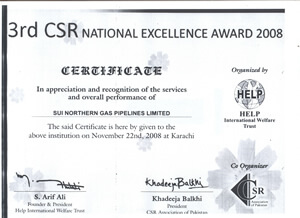 3rd CSR NATIONAL EXCELLENCE AWARD 2008
CERTIFICATE
In appreciation and recognition of the services
and overall performance of
SUI NORTHERN GAS PIPELINES LIMITED
The said Certificate is here by given to the
above institution on November 22nd, 2008 at Karachi
Organized by
HELP
HELP
International Welfare
Trust
S. Arif Ali
Founder & President
Help International Welfare Trust
Khadeeja Balkhi
Khadeeja Balkhi
President
CSR Association of Pakistan
Co Organizer
CSR